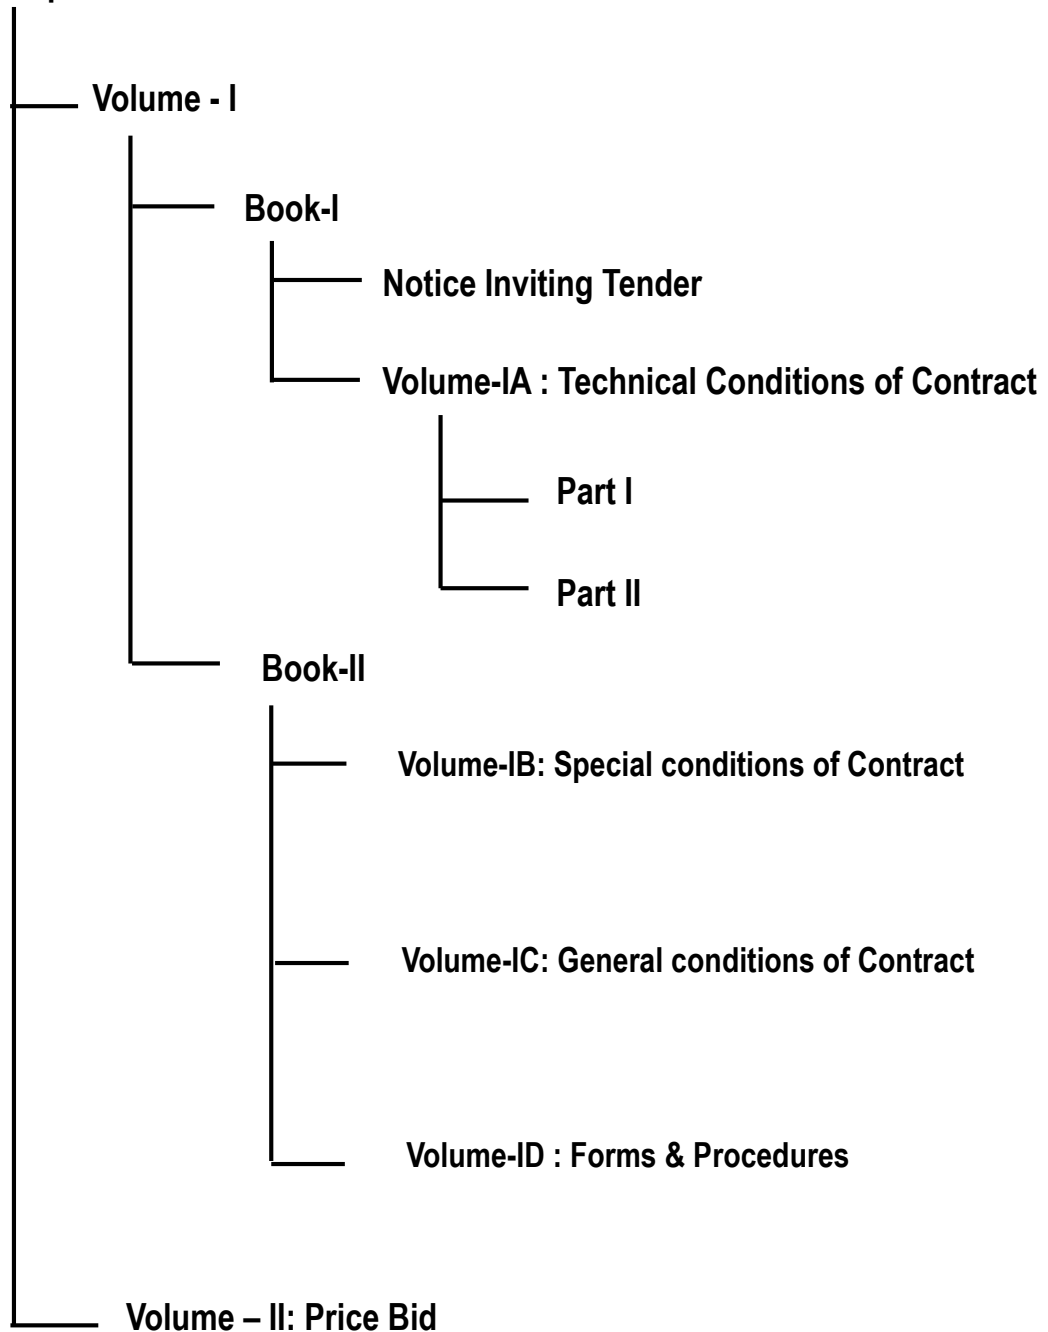 Volume - I
Book-I
Notice Inviting Tender
Volume-IA : Technical Conditions of Contract
Part I
Part II
Book-II
Volume-IB: Special conditions of Contract
Volume-IC: General conditions of Contract
Volume-ID : Forms & Procedures
Volume – II: Price Bid